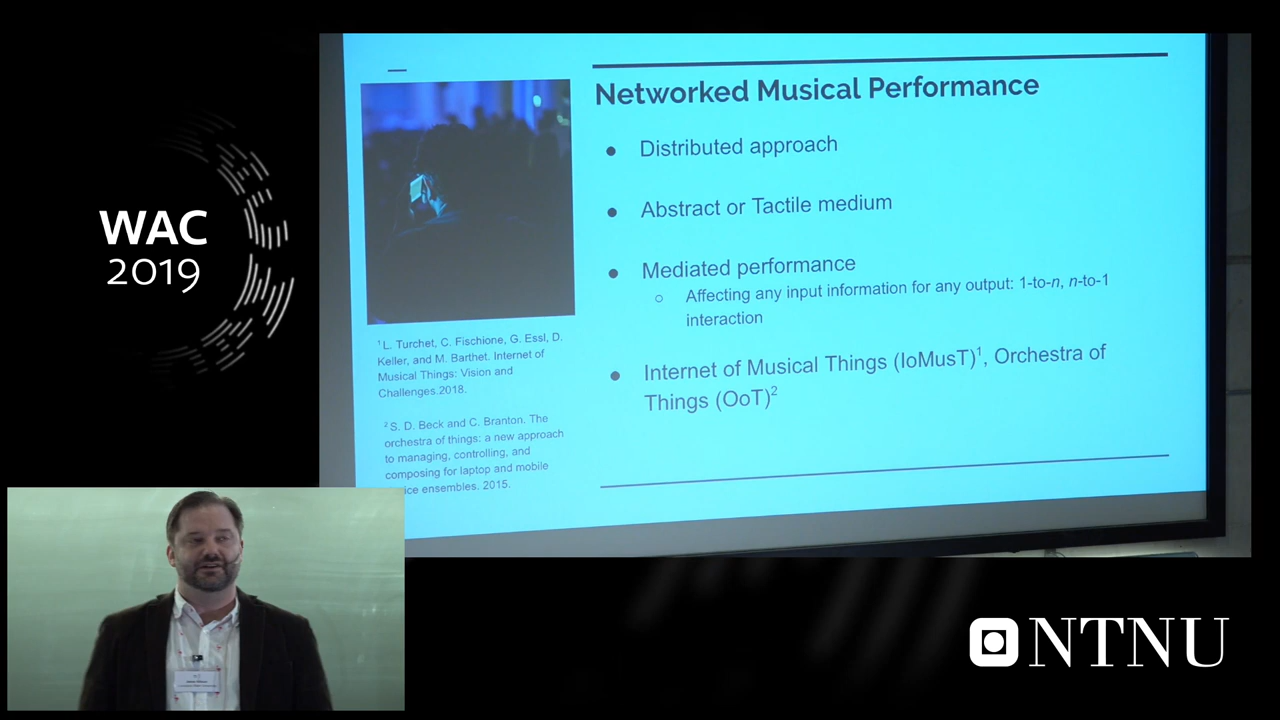 WAC
2019
Networked Musical Performance
● Distributed approach
● Abstract or Tactile medium
● Mediated performance
○ Affecting any input information for any output: 1-to-n, n-to-1
interaction
● Internet of Musical Things (IoMusT)¹, Orchestra of
Things (OoT)²
¹ L. Turchet, C. Fischione, G. Essl, D.
Keller, and M. Barthet. Internet of
Musical Things: Vision and
Challenges.2018.
² S. D. Beck and C. Branton. The
orchestra of things: a new approach
to managing, controlling, and
composing for laptop and mobile
ice ensembles. 2015.
NTNU